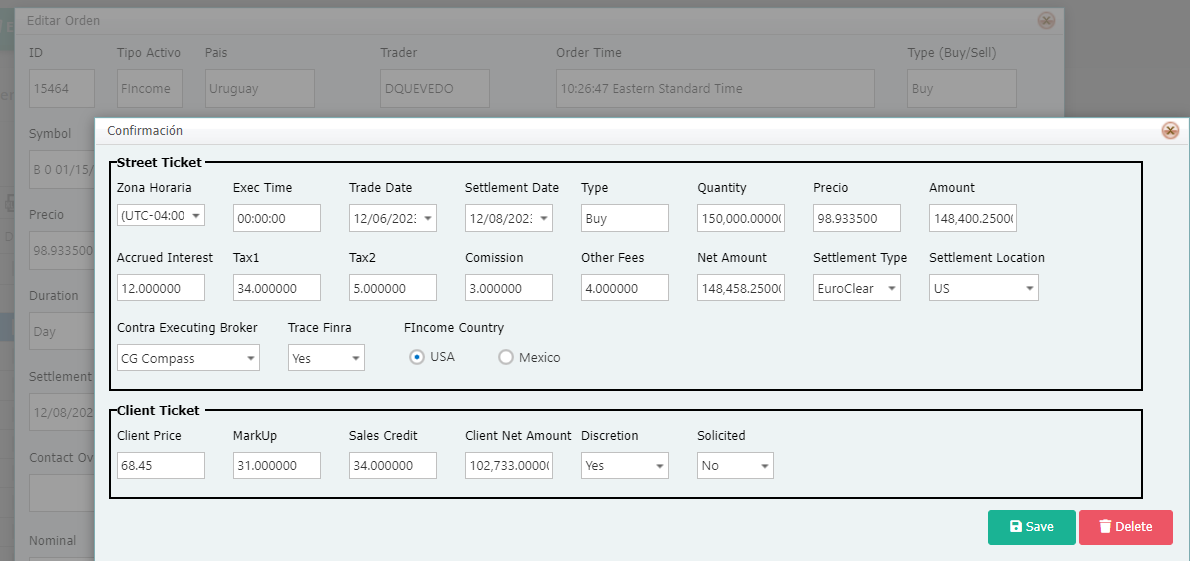 Editar Orden
ID Tipo Activo Pais Trader Order Time Type (Buy/Sell)
15464 FIncome Uruguay DQUEVEDO 10:26:47 Eastern Standard Time Buy
Symbol
B 0 01/15/
Precio
98.933500
Duration
Day
Settlement
12/08/202
Contact Ov
Nominal
Confirmación
Street Ticket
Zona Horaria Exec Time Trade Date Settlement Date Type Quantity Precio Amount
(UTC-04:00 00:00:00 12/06/202 12/08/202 Buy 150,000.0000 98.933500 148,400.2500
Accrued Interest Tax1 Tax2 Comission Other Fees Net Amount Settlement Type Settlement Location
12.000000 34.000000 5.000000 3.000000 4.000000 148,458.2500 EuroClear US
Contra Executing Broker Trace Finra FIncome Country
CG Compass Yes USA Mexico
Client Ticket
Client Price MarkUp Sales Credit Client Net Amount Discretion Solicited
68.45 31.000000 34.000000 102,733.0000 Yes No
Save Delete